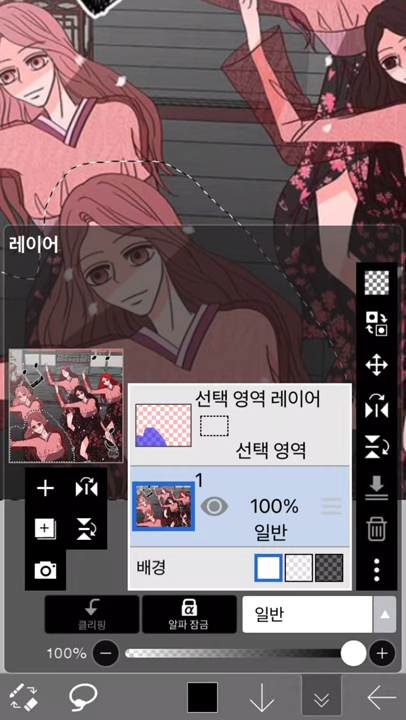 레이어
선택 영역 레이어
선택 영역
1
100%
일반
배경
클리핑
알파 잠금
일반
100%